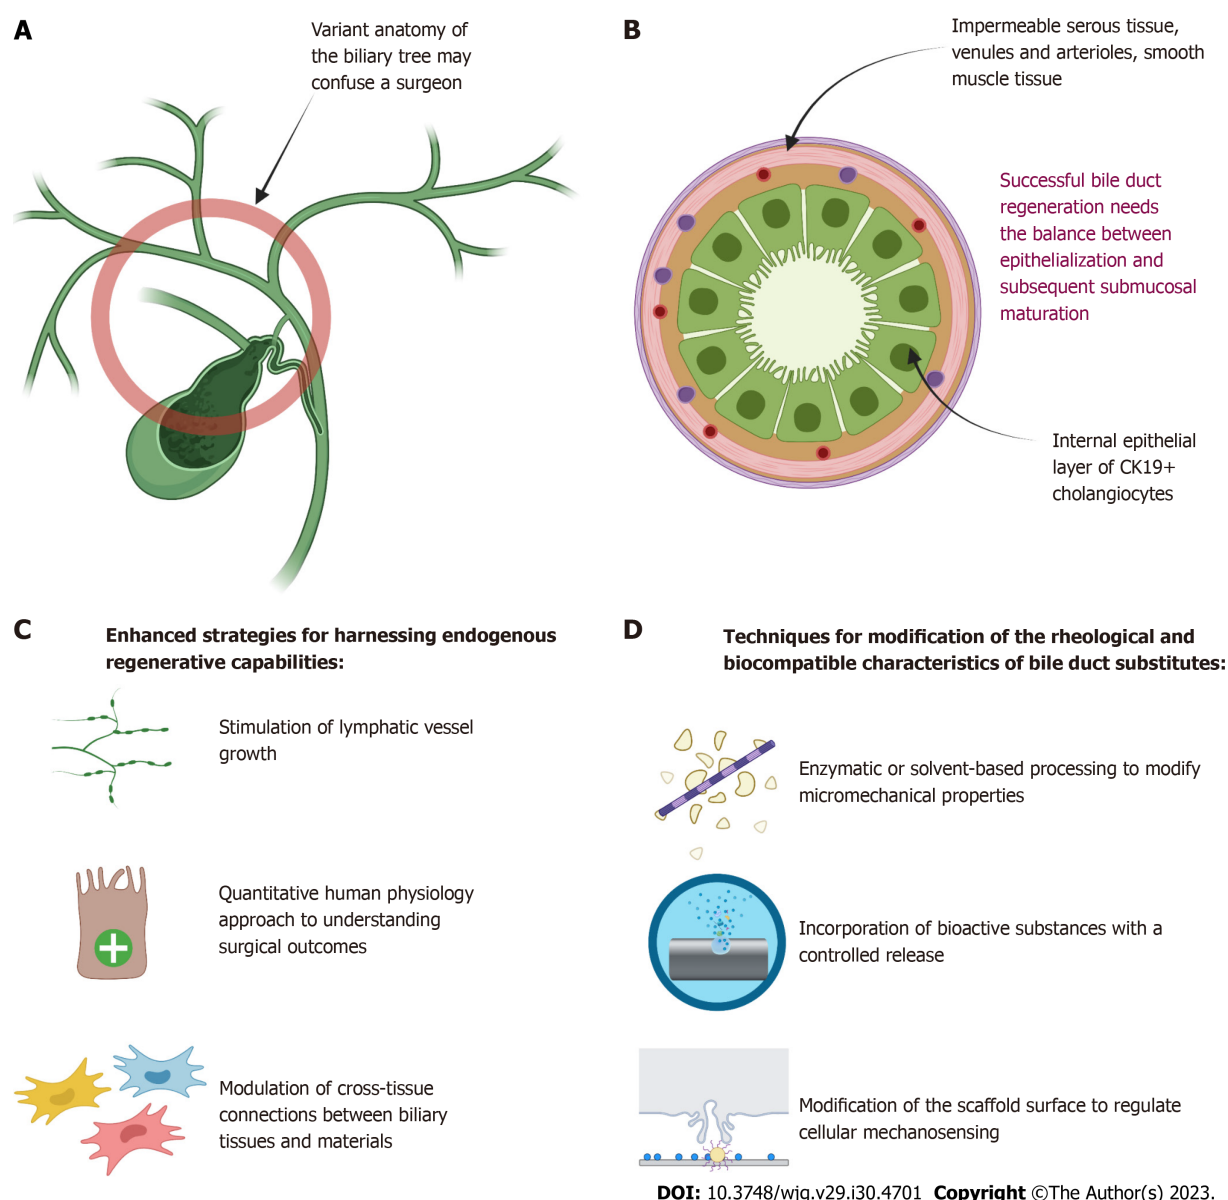 A
Variant anatomy of
the biliary tree may
confuse a surgeon
B
Impermeable serous tissue,
venules and arterioles, smooth
muscle tissue
Successful bile duct
regeneration needs
the balance between
epithelialization and
subsequent submucosal
maturation
Internal epithelial
layer of CK19+
cholangiocytes
C
Enhanced strategies for harnessing endogenous
regenerative capabilities:
Stimulation of lymphatic vessel
growth
Quantitative human physiology
approach to understanding
surgical outcomes
Modulation of cross-tissue
connections between biliary
tissues and materials
D
Techniques for modification of the rheological and
biocompatible characteristics of bile duct substitutes:
Enzymatic or solvent-based processing to modify
micromechanical properties
Incorporation of bioactive substances with a
controlled release
Modification of the scaffold surface to regulate
cellular mechanosensing
DOI: 10.3748/wjg.v29.i30.4701 Copyright ©The Author(s) 2023.